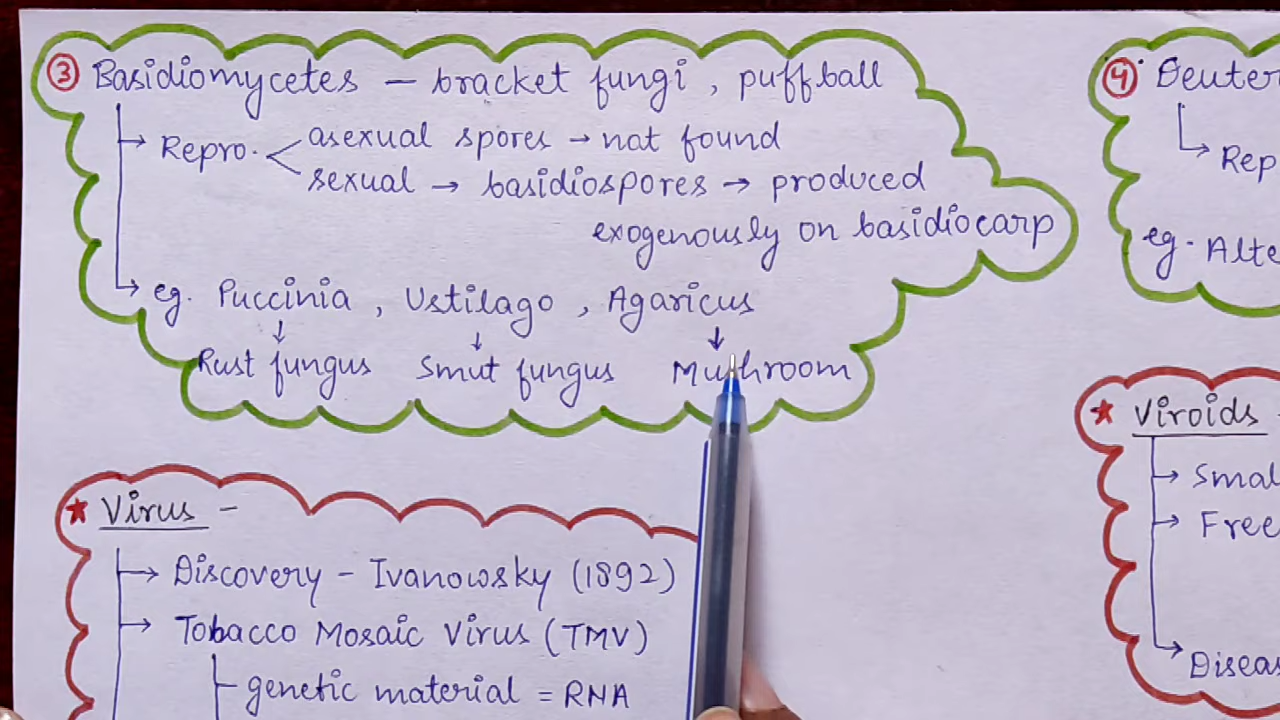 ③ Basidiomycetes – bracket fungi , puffball
→ Repro. < asexual spores → not found
sexual → basidiospores → produced
exogenously on basidiocarp
→ eg. Puccinia , Ustilago , Agaricus
↓ ↓ ↓
Rust fungus Smut fungus Mushroom
④ Deuter
→ Rep
eg. Alte
★ Virus –
→ Discovery – Ivanowsky (1892)
→ Tobacco Mosaic Virus (TMV)
genetic material = RNA
★ Viroids
→ Smal
→ Free
→ Diseas